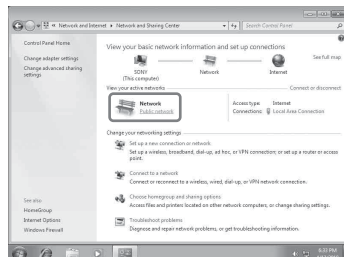 « Network and Internet ▸ Network and Sharing Center
Search Control Panel
Control Panel Home
Change adapter settings
Change advanced sharing
settings
View your basic network information and set up connections
See full map
SONY
(This computer)
Network
Internet
View your active networks
Connect or disconnect
Network
Public network
Access type: Internet
Connections: Local Area Connection
Change your networking settings
Set up a new connection or network
Set up a wireless, broadband, dial-up, ad hoc, or VPN connection; or set up a router or access
point.
Connect to a network
Connect or reconnect to a wireless, wired, dial-up, or VPN network connection.
Choose homegroup and sharing options
Access files and printers located on other network computers, or change sharing settings.
Troubleshoot problems
Diagnose and repair network problems, or get troubleshooting information.
See also
HomeGroup
Internet Options
Windows Firewall